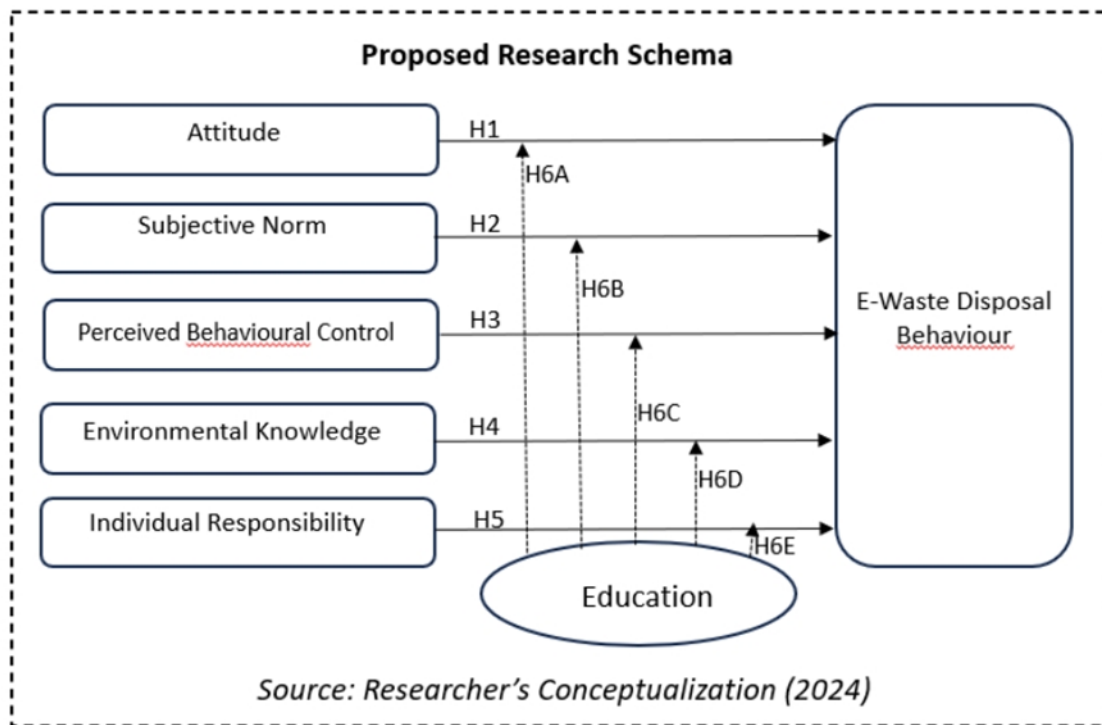 Proposed Research Schema
Attitude
H1
H6A
Subjective Norm
H2
H6B
Perceived Behavioural Control
H3
E-Waste Disposal
Behaviour
H6C
Environmental Knowledge
H4
H6D
Individual Responsibility
H5
H6E
Education
Source: Researcher’s Conceptualization (2024)